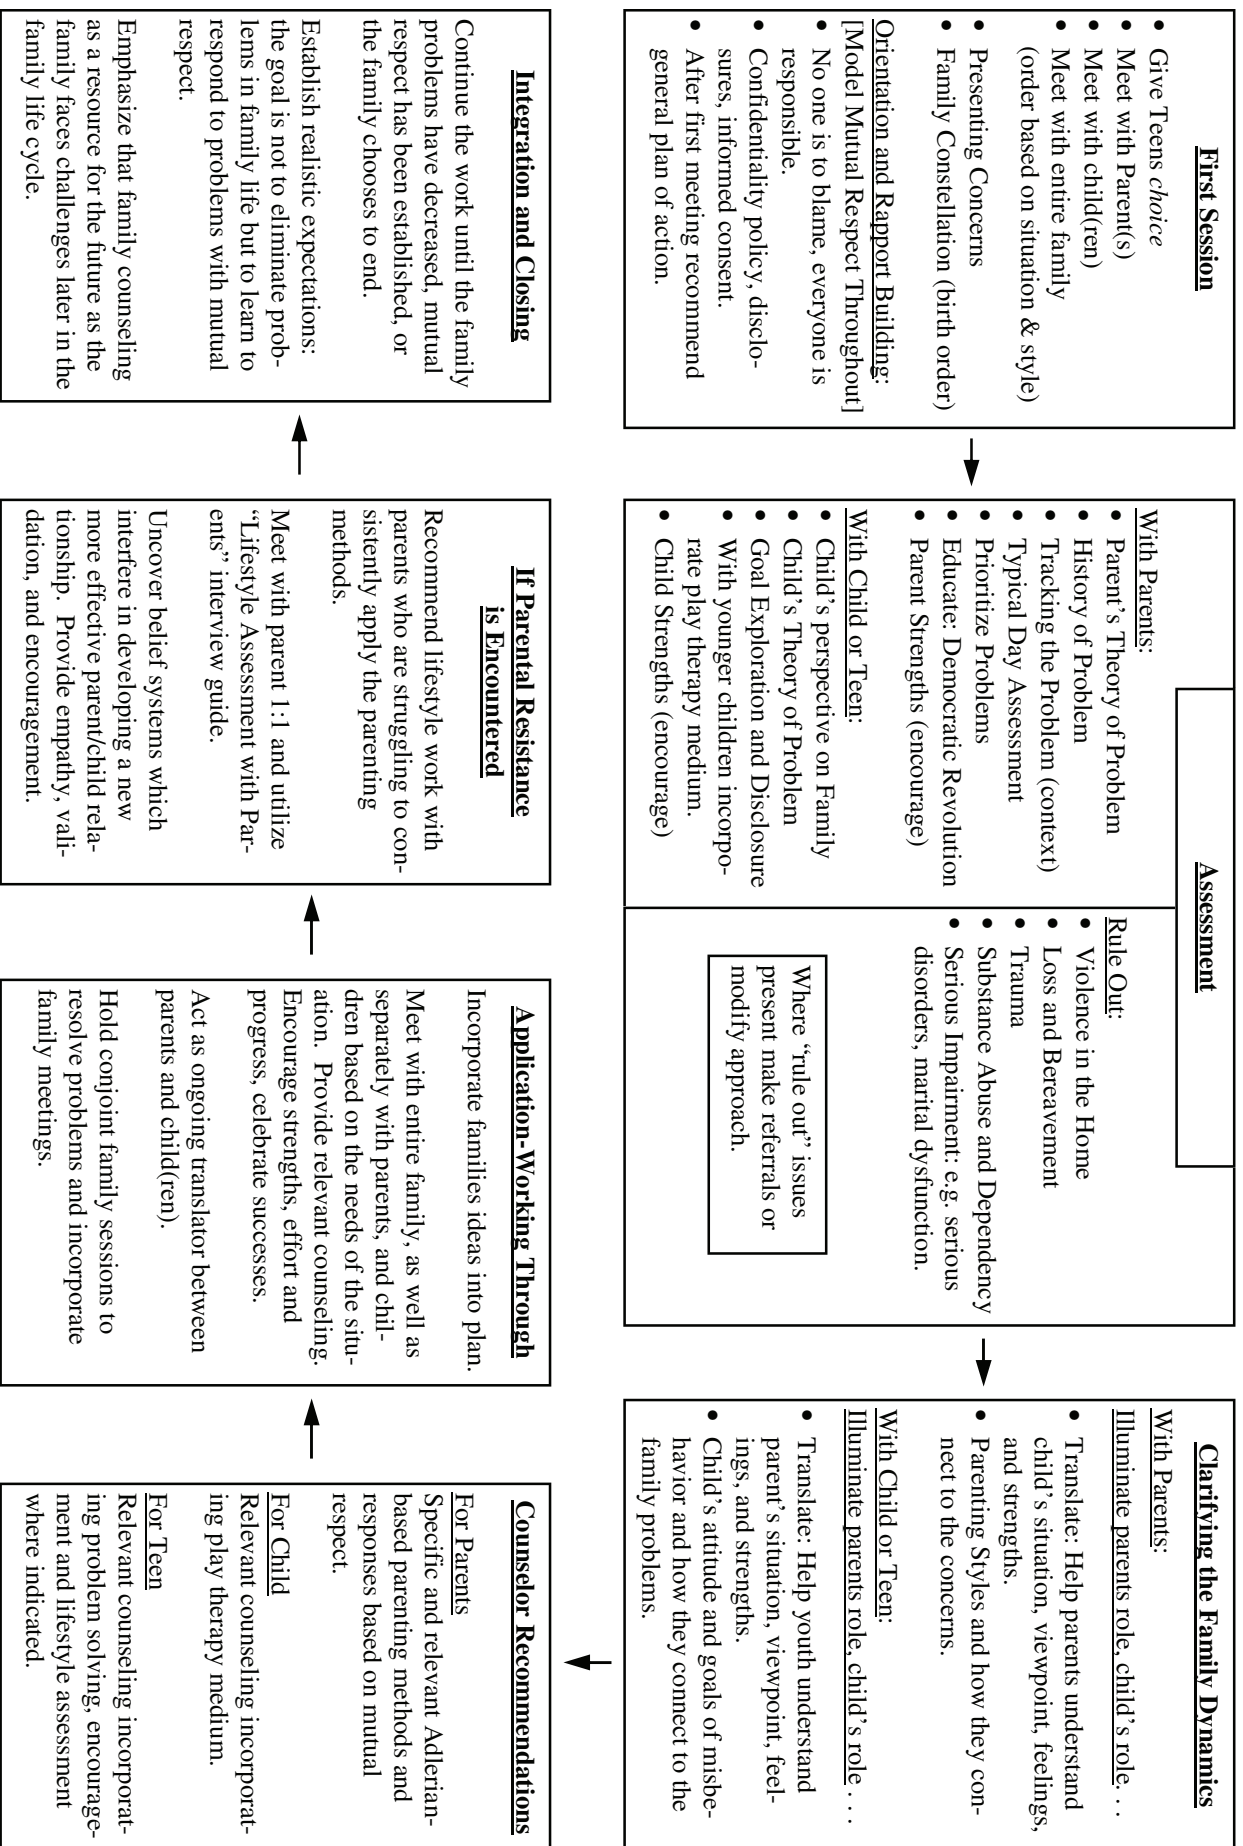 First Session
• Give Teens choice
• Meet with Parent(s)
• Meet with child(ren)
• Meet with entire family
(order based on situation & style)
• Presenting Concerns
• Family Constellation (birth order)
Orientation and Rapport Building:
[Model Mutual Respect Throughout]
• No one is to blame, everyone is
responsible.
• Confidentiality policy, disclo-
sures, informed consent.
• After first meeting recommend
general plan of action.
Assessment
With Parents:
• Parent's Theory of Problem
• History of Problem
• Tracking the Problem (context)
• Typical Day Assessment
• Prioritize Problems
• Educate: Democratic Revolution
• Parent Strengths (encourage)
With Child or Teen:
• Child's perspective on Family
• Child's Theory of Problem
• Goal Exploration and Disclosure
• With younger children incorpo-
rate play therapy medium.
• Child Strengths (encourage)
Rule Out:
• Violence in the Home
• Loss and Bereavement
• Trauma
• Substance Abuse and Dependency
• Serious Impairment: e.g. serious
disorders, marital dysfunction.
Where “rule out” issues
present make referrals or
modify approach.
Clarifying the Family Dynamics
With Parents:
Illuminate parents role, child's role. . .
• Translate: Help parents understand
child's situation, viewpoint, feelings,
and strengths.
• Parenting Styles and how they con-
nect to the concerns.
With Child or Teen:
Illuminate parents role, child's role . . .
• Translate: Help youth understand
parent's situation, viewpoint, feel-
ings, and strengths.
• Child's attitude and goals of misbe-
havior and how they connect to the
family problems.
Counselor Recommendations
For Parents
Specific and relevant Adlerian-
based parenting methods and
responses based on mutual
respect.
For Child
Relevant counseling incorporat-
ing play therapy medium.
For Teen
Relevant counseling incorporat-
ing problem solving, encourage-
ment and lifestyle assessment
where indicated.
Application-Working Through
Incorporate families ideas into plan.
Meet with entire family, as well as
separately with parents, and chil-
dren based on the needs of the situ-
ation. Provide relevant counseling.
Encourage strengths, effort and
progress, celebrate successes.
Act as ongoing translator between
parents and child(ren).
Hold conjoint family sessions to
resolve problems and incorporate
family meetings.
If Parental Resistance
is Encountered
Recommend lifestyle work with
parents who are struggling to con-
sistently apply the parenting
methods.
Meet with parent 1:1 and utilize
“Lifestyle Assessment with Par-
ents” interview guide.
Uncover belief systems which
interfere in developing a new
more effective parent/child rela-
tionship. Provide empathy, vali-
dation, and encouragement.
Integration and Closing
Continue the work until the family
problems have decreased, mutual
respect has been established, or
the family chooses to end.
Establish realistic expectations:
the goal is not to eliminate prob-
lems in family life but to learn to
respond to problems with mutual
respect.
Emphasize that family counseling
as a resource for the future as the
family faces challenges later in the
family life cycle.